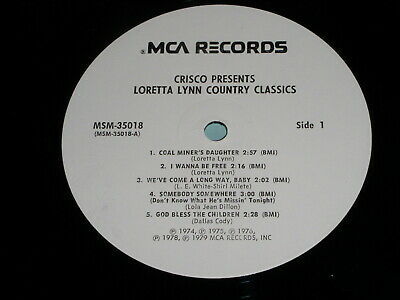 ® MCA RECORDS
CRISCO PRESENTS
LORETTA LYNN COUNTRY CLASSICS
MSM-35018
(MSM-35018-A)
Side 1
1. COAL MINER'S DAUGHTER 2:57 (BMI)
(Loretta Lynn)
2. I WANNA BE FREE 2:16 (BMI)
(Loretta Lynn)
3. WE'VE COME A LONG WAY, BABY 2:02 (BMI)
(L. E. White-Shirl Milete)
4. SOMEBODY SOMEWHERE 3:00 (BMI)
(Don't Know What He's Missin' Tonight)
(Lola Jean Dillon)
5. GOD BLESS THE CHILDREN 2:28 (BMI)
(Dallas Cody)
℗ 1974, ℗ 1975, ℗ 1976,
℗ 1978, ℗ 1979 MCA RECORDS, INC